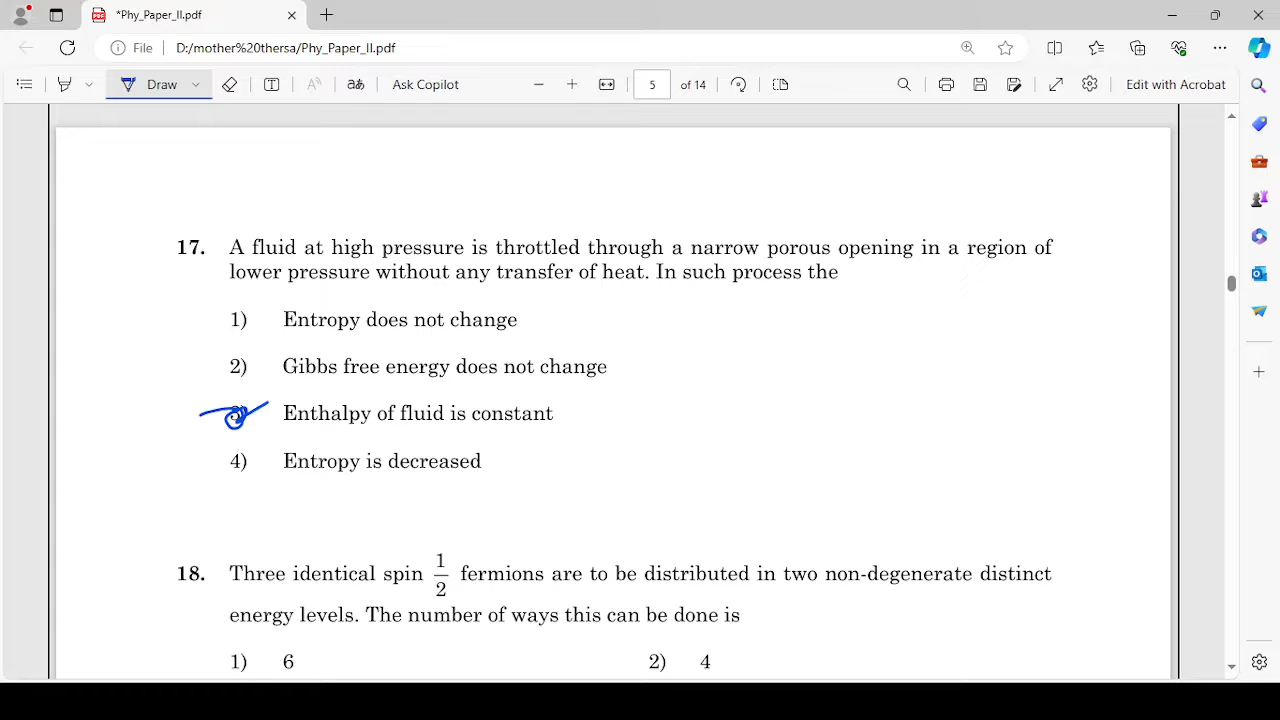 *Phy_Paper_II.pdf
File D:/mother%20thersa/Phy_Paper_II.pdf
Draw aあ Ask Copilot 5 of 14 Edit with Acrobat
17. A fluid at high pressure is throttled through a narrow porous opening in a region of
lower pressure without any transfer of heat. In such process the
1) Entropy does not change
2) Gibbs free energy does not change
3) Enthalpy of fluid is constant
4) Entropy is decreased
18. Three identical spin 1/2 fermions are to be distributed in two non-degenerate distinct
energy levels. The number of ways this can be done is
1) 6 2) 4